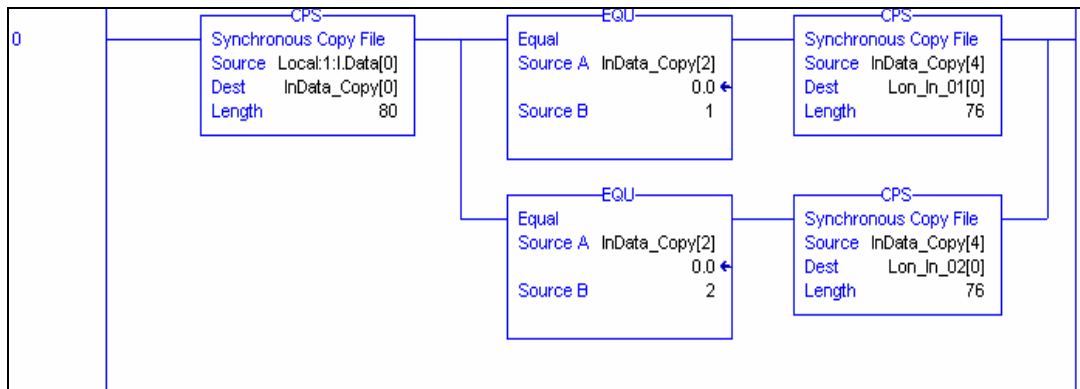 0
CPS
Synchronous Copy File
Source Local:1:I.Data[0]
Dest InData_Copy[0]
Length 80
EQU
Equal
Source A InData_Copy[2]
0.0
Source B 1
CPS
Synchronous Copy File
Source InData_Copy[4]
Dest Lon_In_01[0]
Length 76
EQU
Equal
Source A InData_Copy[2]
0.0
Source B 2
CPS
Synchronous Copy File
Source InData_Copy[4]
Dest Lon_In_02[0]
Length 76